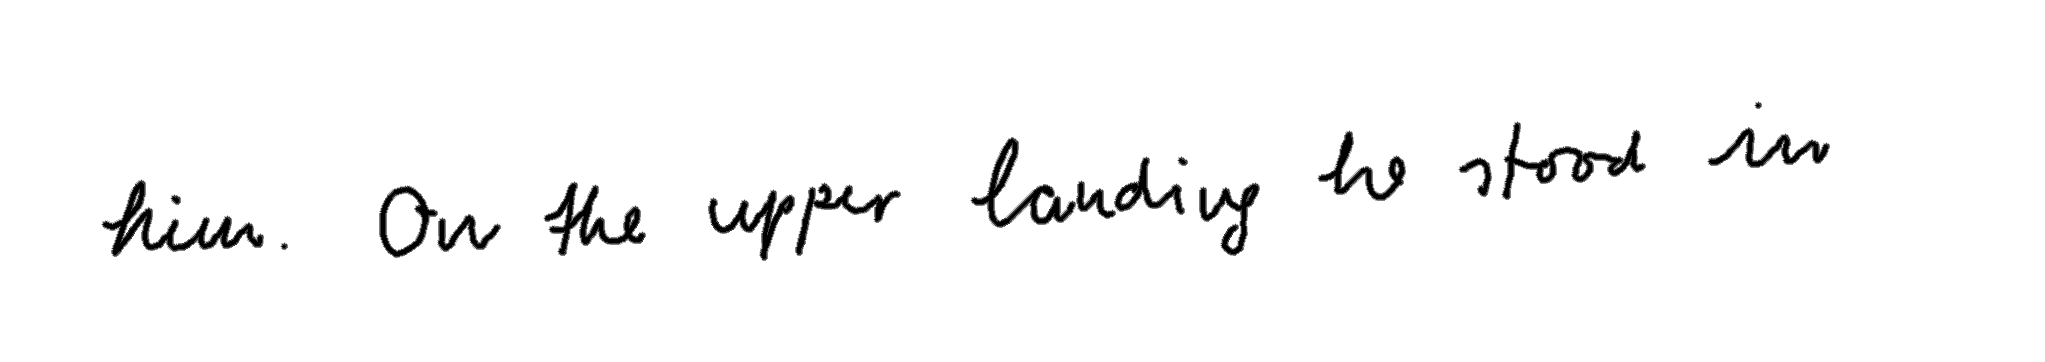 him. On the upper landing he stood in